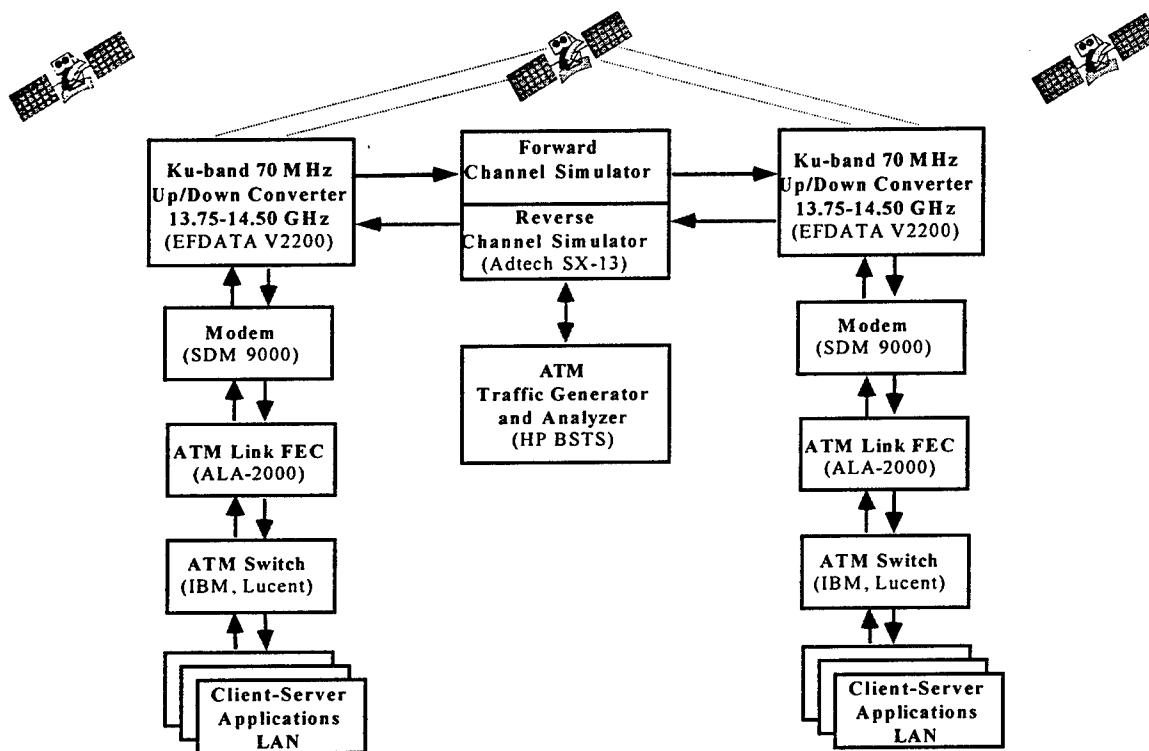 Ku-band 70 MHz
Up/Down Converter
13.75-14.50 GHz
(EFDATA V2200)
Forward
Channel Simulator
Reverse
Channel Simulator
(Adtech SX-13)
Ku-band 70 MHz
Up/Down Converter
13.75-14.50 GHz
(EFDATA V2200)
Modem
(SDM 9000)
ATM
Traffic Generator
and Analyzer
(HP BSTS)
Modem
(SDM 9000)
ATM Link FEC
(ALA-2000)
ATM Link FEC
(ALA-2000)
ATM Switch
(IBM, Lucent)
ATM Switch
(IBM, Lucent)
Client-Server
Applications
LAN
Client-Server
Applications
LAN